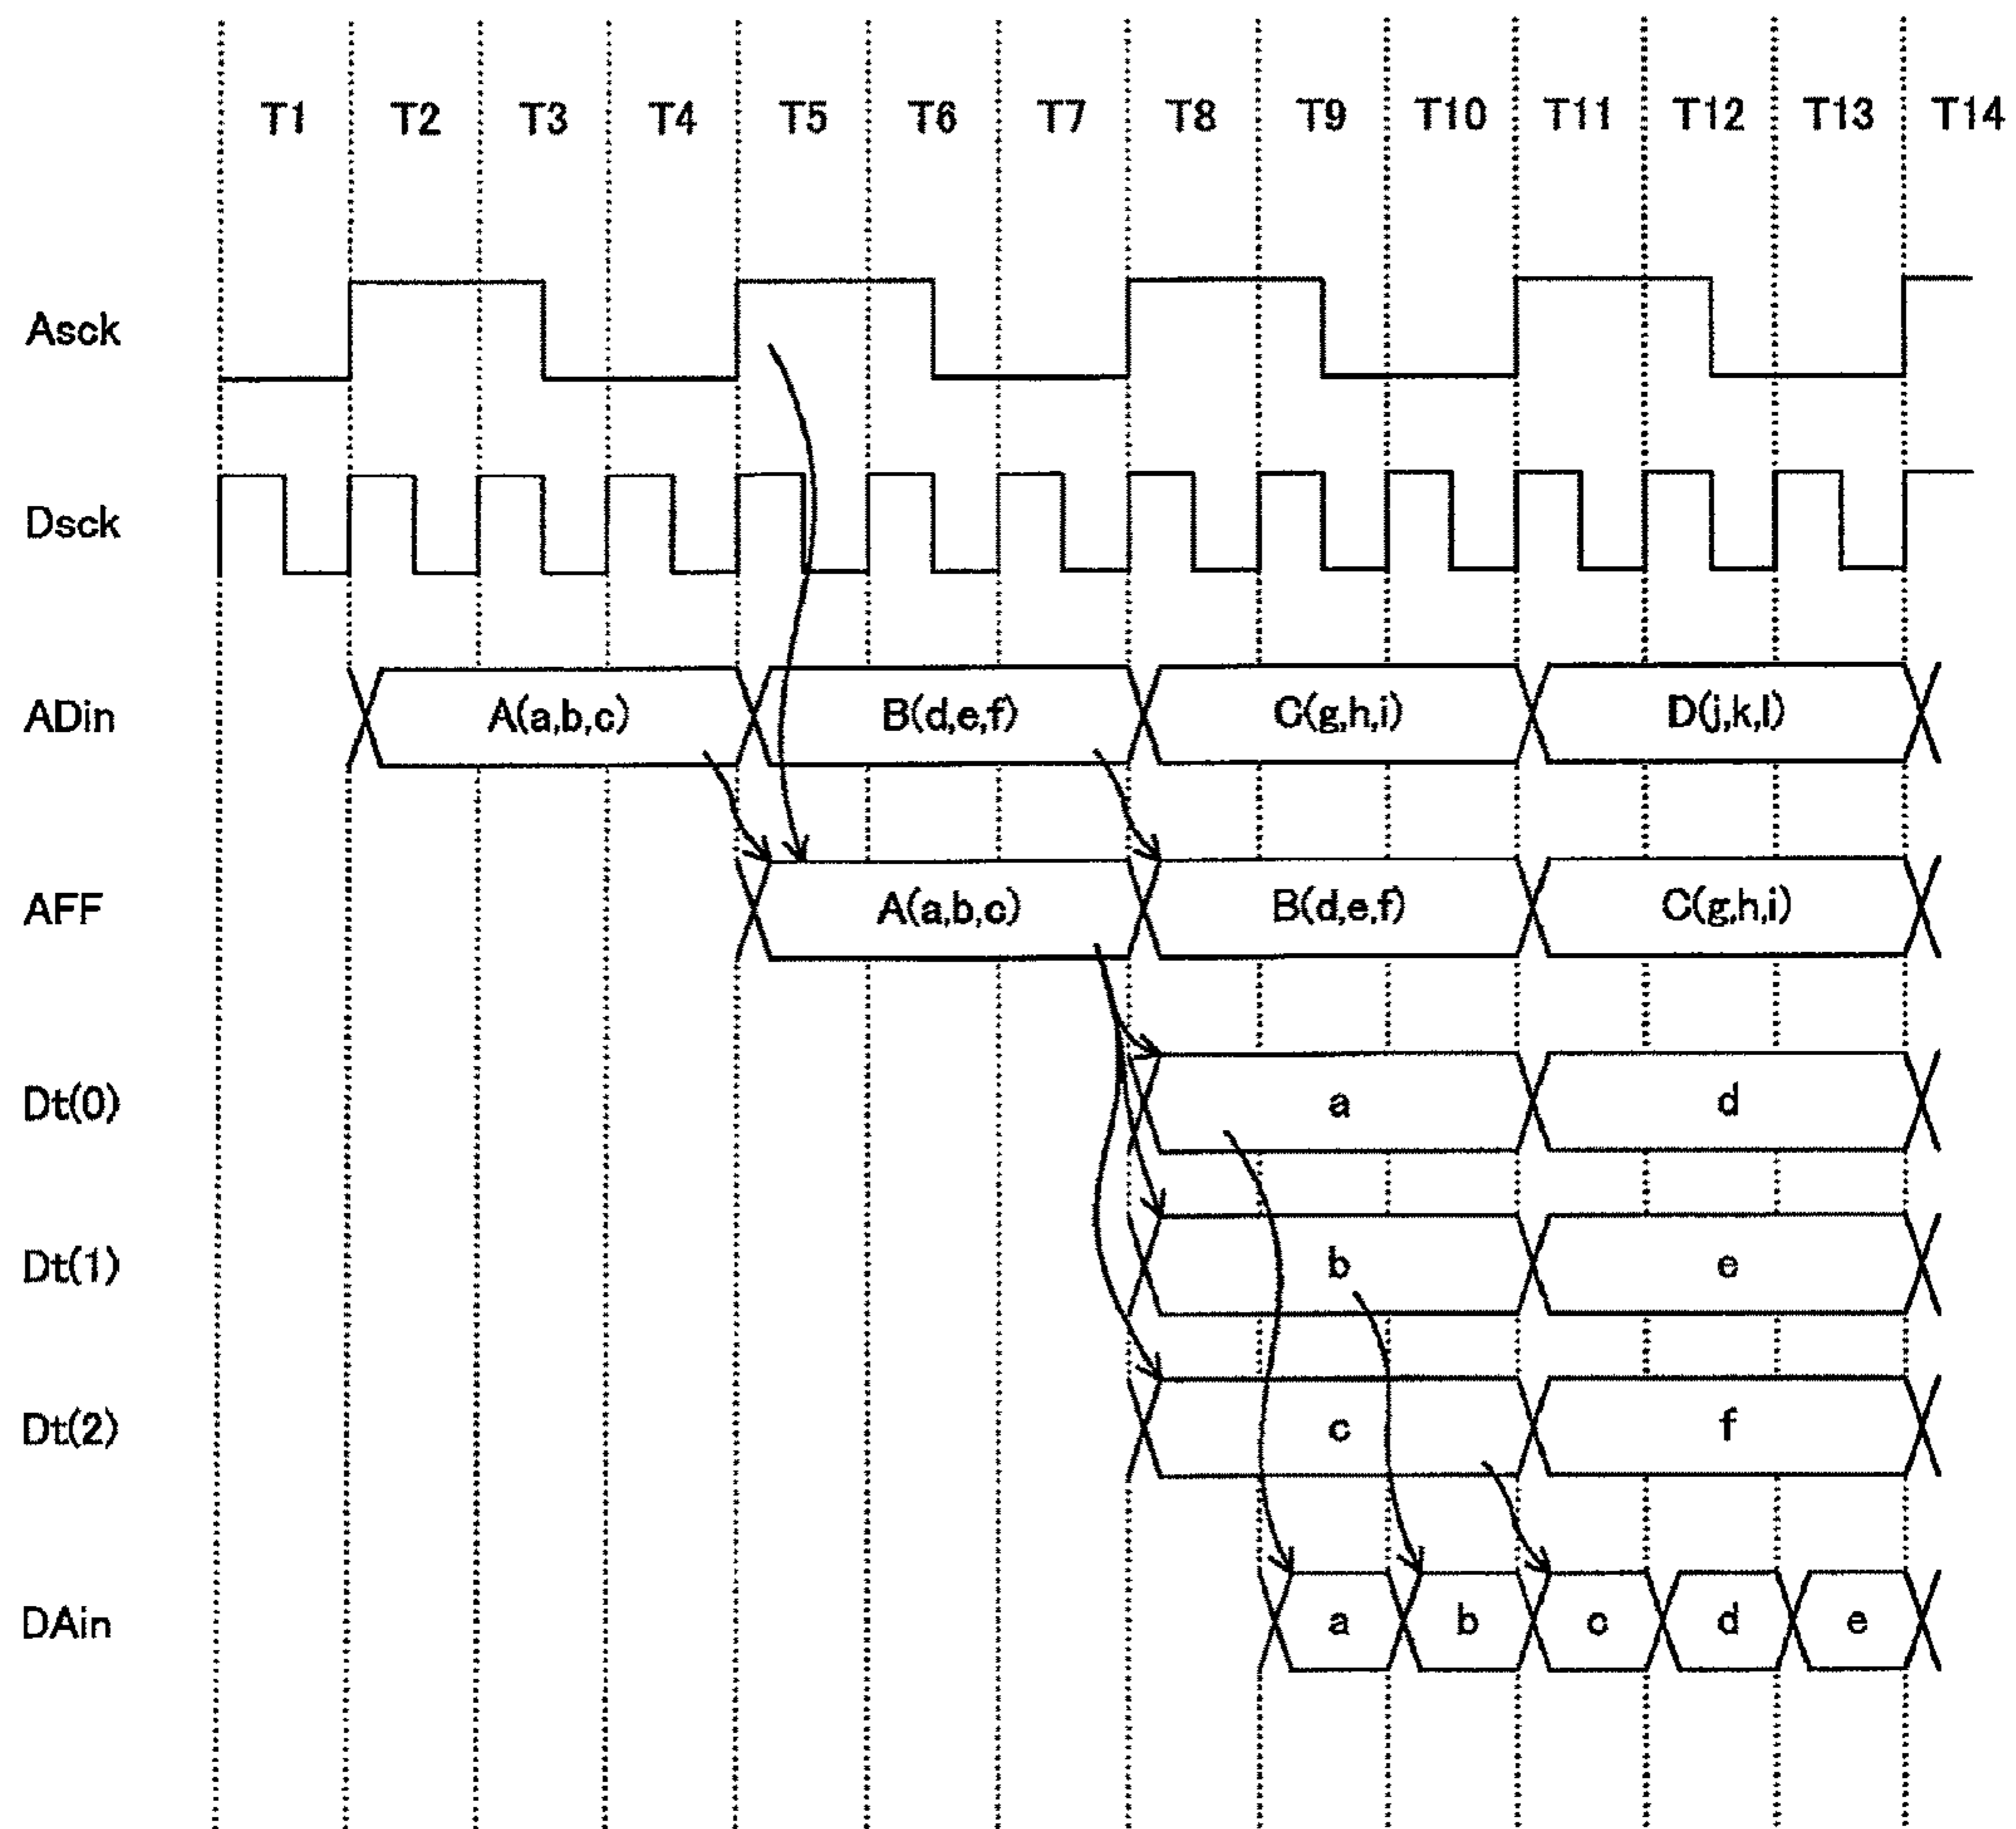 T1 T2 T3 T4 T5 T6 T7 T8 T9 T10 T11 T12 T13 T14
Asck
Dsck
ADin A(a,b,c) B(d,e,f) C(g,h,i) D(j,k,l)
AFF A(a,b,c) B(d,e,f) C(g,h,i)
Dt(0) a d
Dt(1) b e
Dt(2) c f
DAin a b c d e